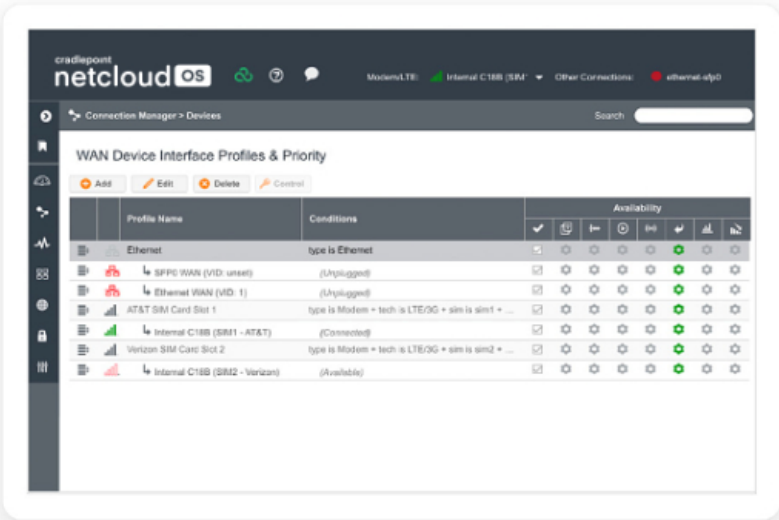 cradlepoint
netcloud OS
Modem/LTE: Internal C18B (SIM1 Other Connections: ethernet-sfp0
Connection Manager > Devices Search
WAN Device Interface Profiles & Priority
Add Edit Delete Control
Availability
Profile Name Conditions
Ethernet type is Ethernet
SFP0 WAN (VID: unset) (Unplugged)
Ethernet WAN (VID: 1) (Unplugged)
AT&T SIM Card Slot 1 type is Modem + tech is LTE/3G + sim is sim1 + ...
Internal C18B (SIM1 - AT&T) (Connected)
Verizon SIM Card Slot 2 type is Modem + tech is LTE/3G + sim is sim2 + ...
Internal C18B (SIM2 - Verizon) (Available)